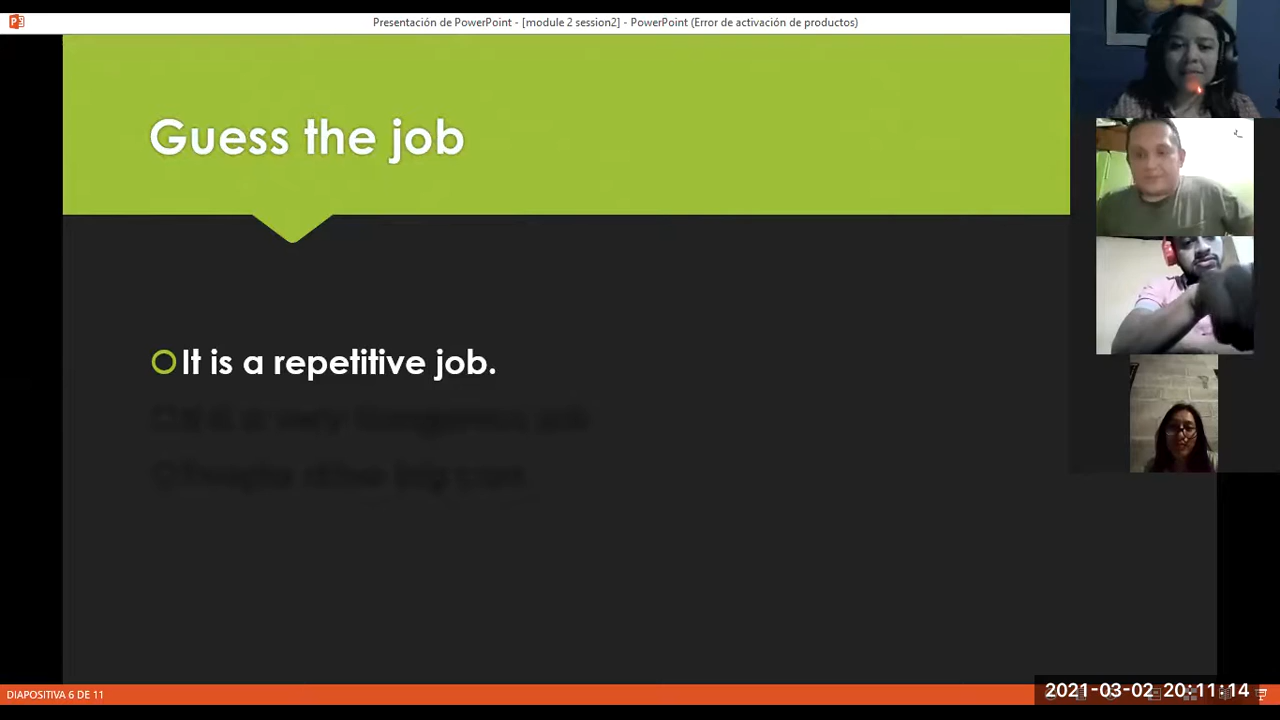 Presentación de PowerPoint - [module 2 session2] - PowerPoint (Error de activación de productos)
Guess the job
It is a repetitive job.
DIAPOSITIVA 6 DE 11
2021-03-02 20:11:14